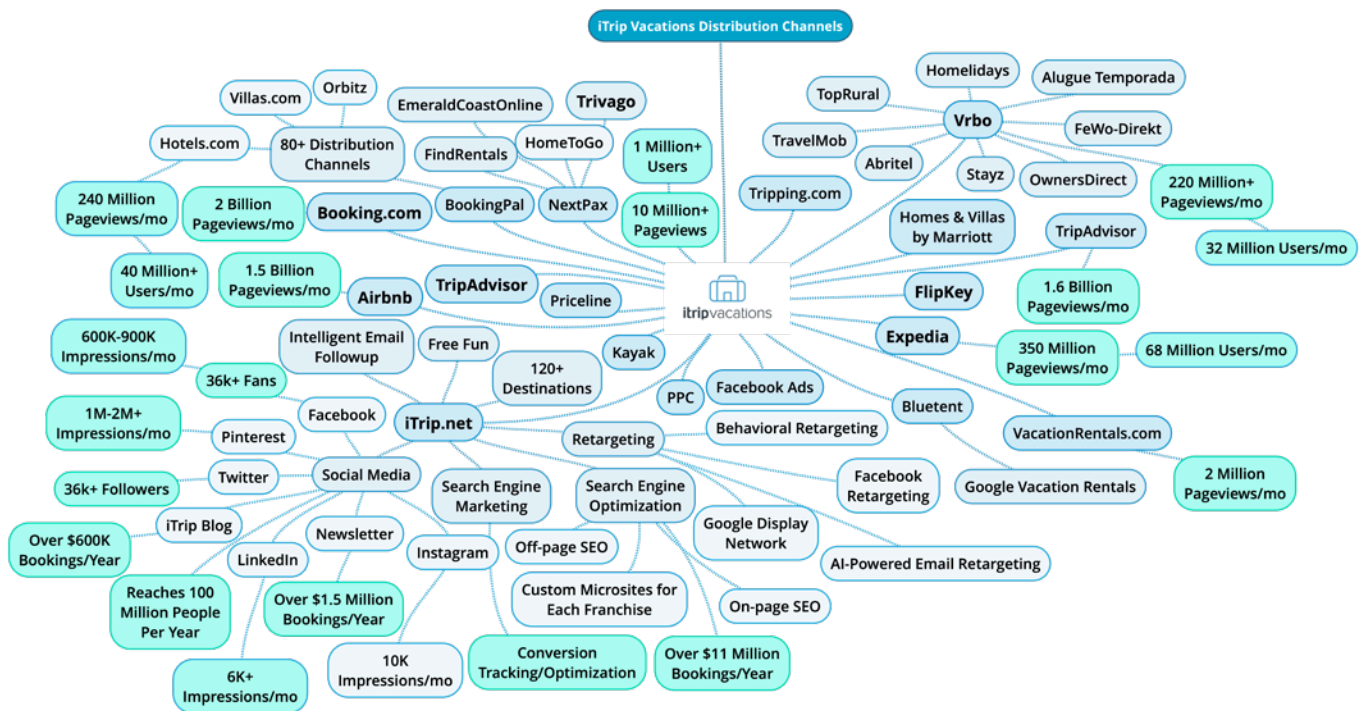 iTrip Vacations Distribution Channels
Homelidays
Alugue Temporada
Orbitz
Villas.com
EmeraldCoastOnline
Trivago
TopRural
Vrbo
FeWo-Direkt
Hotels.com
80+ Distribution
Channels
FindRentals
HomeToGo
1 Million+
Users
TravelMob
Abritel
Stayz
OwnersDirect
220 Million+
Pageviews/mo
240 Million
Pageviews/mo
2 Billion
Pageviews/mo
Booking.com
BookingPal
NextPax
10 Million+
Pageviews
Tripping.com
Homes & Villas
by Marriott
TripAdvisor
32 Million Users/mo
40 Million+
Users/mo
1.5 Billion
Pageviews/mo
Airbnb
TripAdvisor
Priceline
itripvacations
FlipKey
1.6 Billion
Pageviews/mo
600K-900K
Impressions/mo
Intelligent Email
Followup
Free Fun
Kayak
Expedia
350 Million
Pageviews/mo
68 Million Users/mo
36k+ Fans
120+
Destinations
PPC
Facebook Ads
Bluetent
1M-2M+
Impressions/mo
Facebook
Pinterest
iTrip.net
Retargeting
Behavioral Retargeting
VacationRentals.com
36k+ Followers
Twitter
Social Media
Search Engine
Marketing
Search Engine
Optimization
Facebook
Retargeting
Google Vacation Rentals
2 Million
Pageviews/mo
iTrip Blog
Over $600K
Bookings/Year
LinkedIn
Newsletter
Instagram
Off-page SEO
Google Display
Network
AI-Powered Email Retargeting
Reaches 100
Million People
Per Year
Over $1.5 Million
Bookings/Year
Custom Microsites for
Each Franchise
On-page SEO
6K+
Impressions/mo
10K
Impressions/mo
Conversion
Tracking/Optimization
Over $11 Million
Bookings/Year